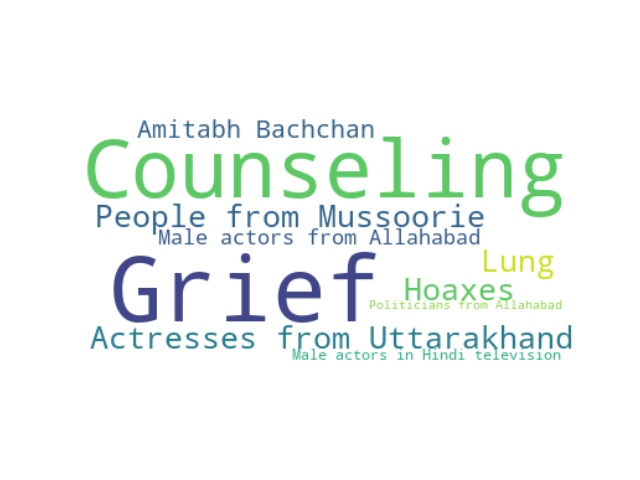 Amitabh Bachchan
Counseling
People from Mussoorie
Male actors from Allahabad
Lung
Grief
Hoaxes
Politicians from Allahabad
Actresses from Uttarakhand
Male actors in Hindi television